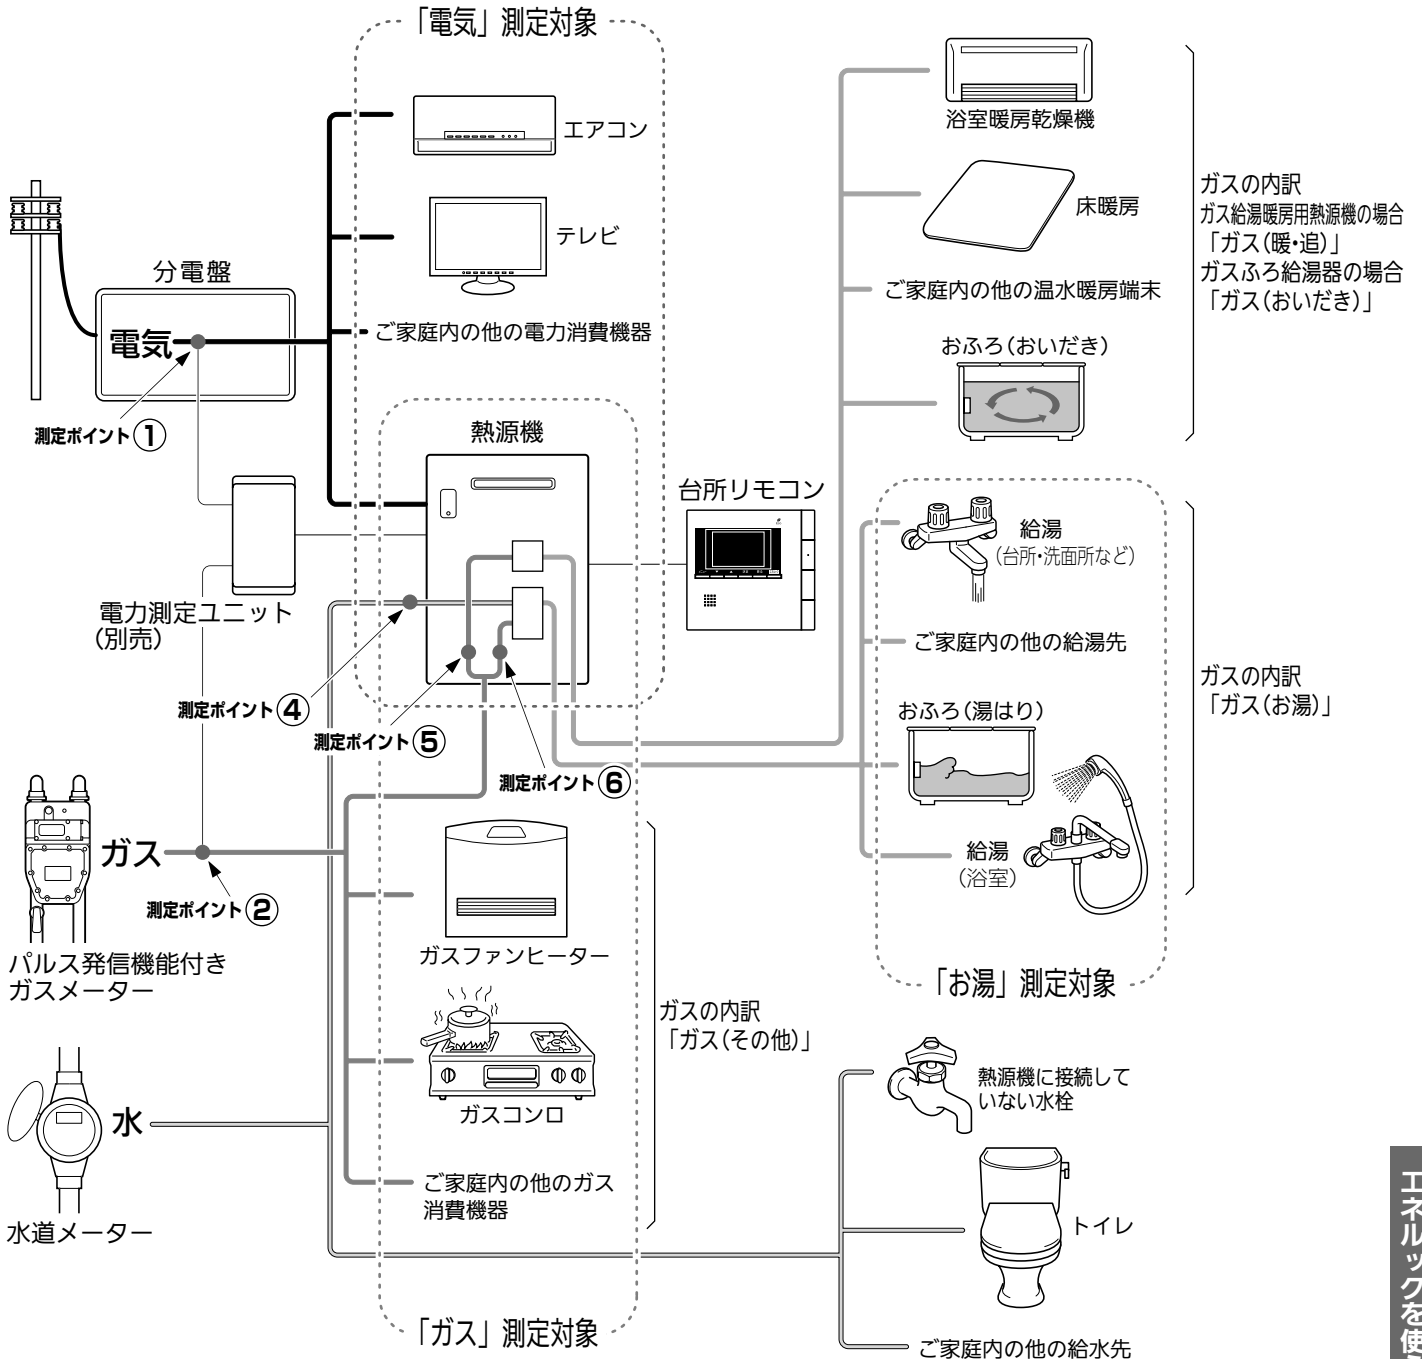 「電気」測定対象
エアコン
テレビ
ご家庭内の他の電力消費機器
分電盤
電気
測定ポイント①
熱源機
台所リモコン
電力測定ユニット
(別売)
測定ポイント④
測定ポイント⑤
測定ポイント⑥
ガス
測定ポイント②
パルス発信機能付き
ガスメーター
水
水道メーター
ガスファンヒーター
ガスコンロ
ご家庭内の他のガス
消費機器
ガスの内訳
「ガス(その他)」
「ガス」測定対象
浴室暖房乾燥機
床暖房
ご家庭内の他の温水暖房端末
おふろ(おいだき)
ガスの内訳
ガス給湯暖房用熱源機の場合
「ガス(暖・追)」
ガスふろ給湯器の場合
「ガス(おいだき)」
給湯
(台所・洗面所など)
ご家庭内の他の給湯先
おふろ(湯はり)
給湯
(浴室)
ガスの内訳
「ガス(お湯)」
「お湯」測定対象
熱源機に接続して
いない水栓
トイレ
ご家庭内の他の給水先
エネルックを使